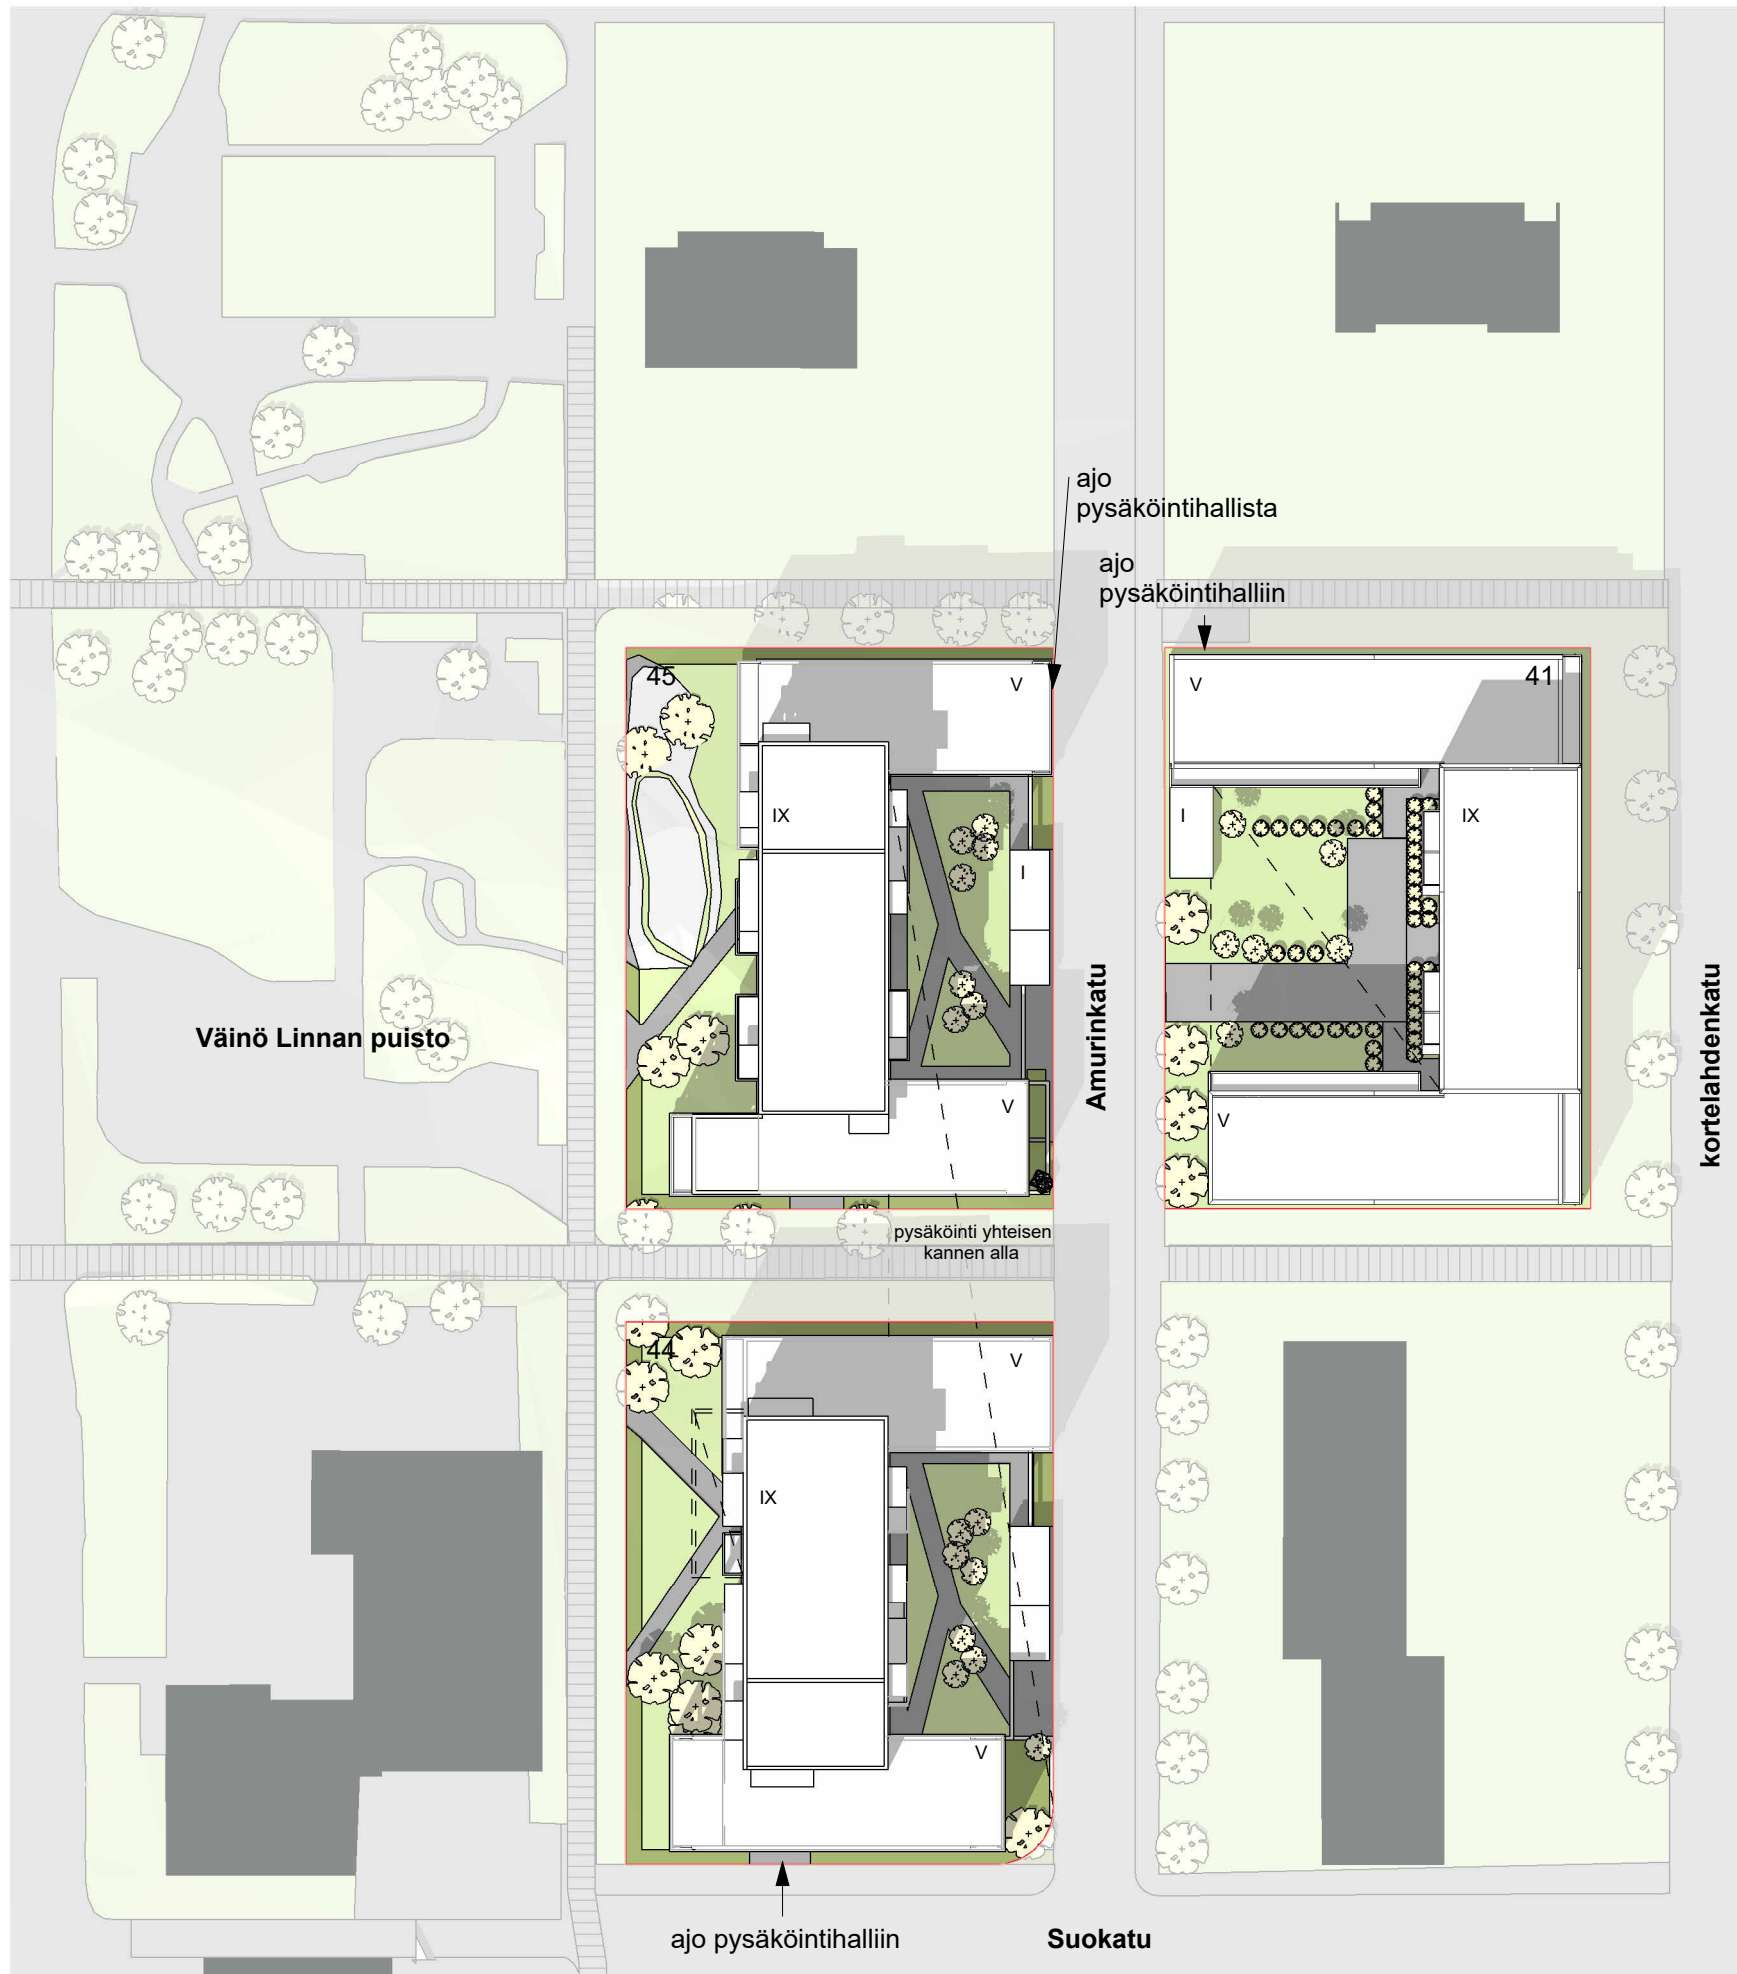 ajo
pysäköintihallista
ajo
pysäköintihalliin
45
V
V
41
IX
I
I
IX
Väinö Linnan puisto
Amurinkatu
kortelahdenkatu
V
V
pysäköinti yhteisen
kannen alla
44
V
IX
V
ajo pysäköintihalliin
Suokatu